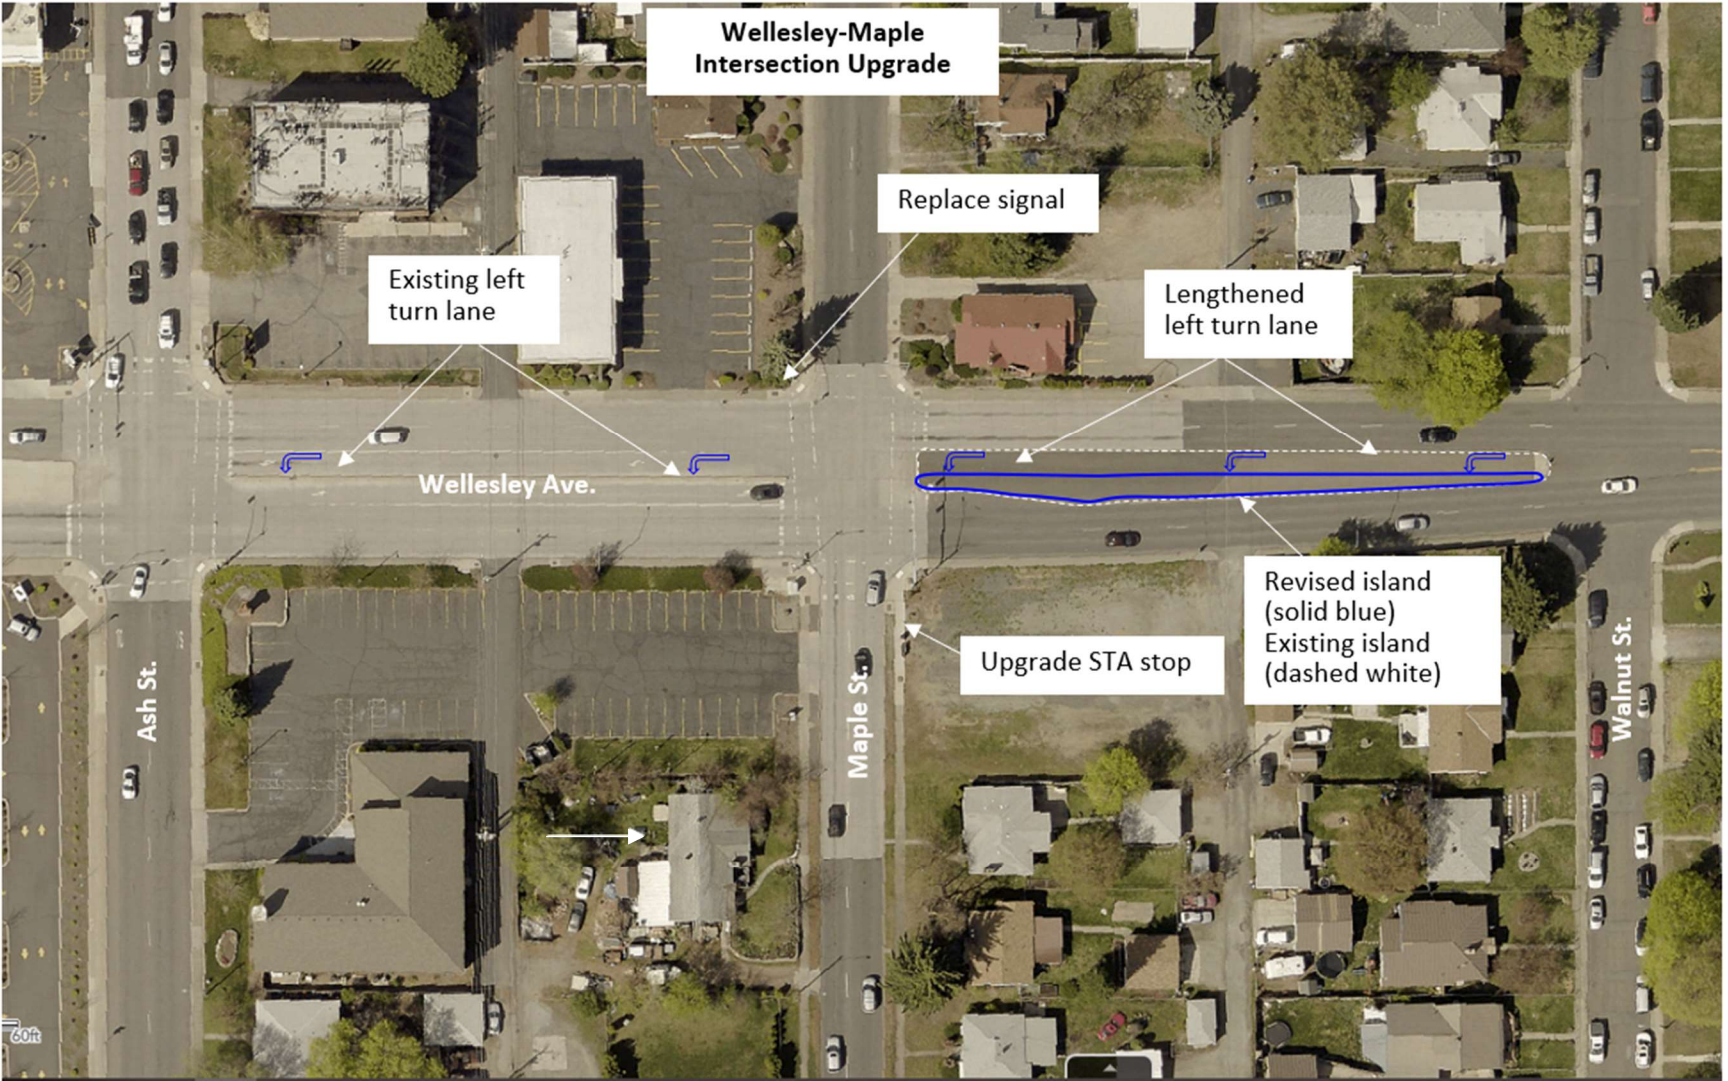 Wellesley-Maple
Intersection Upgrade
Replace signal
Existing left
turn lane
Lengthened
left turn lane
Wellesley Ave.
Revised island
(solid blue)
Existing island
(dashed white)
Upgrade STA stop
Ash St.
Maple St.
Walnut St.
60ft